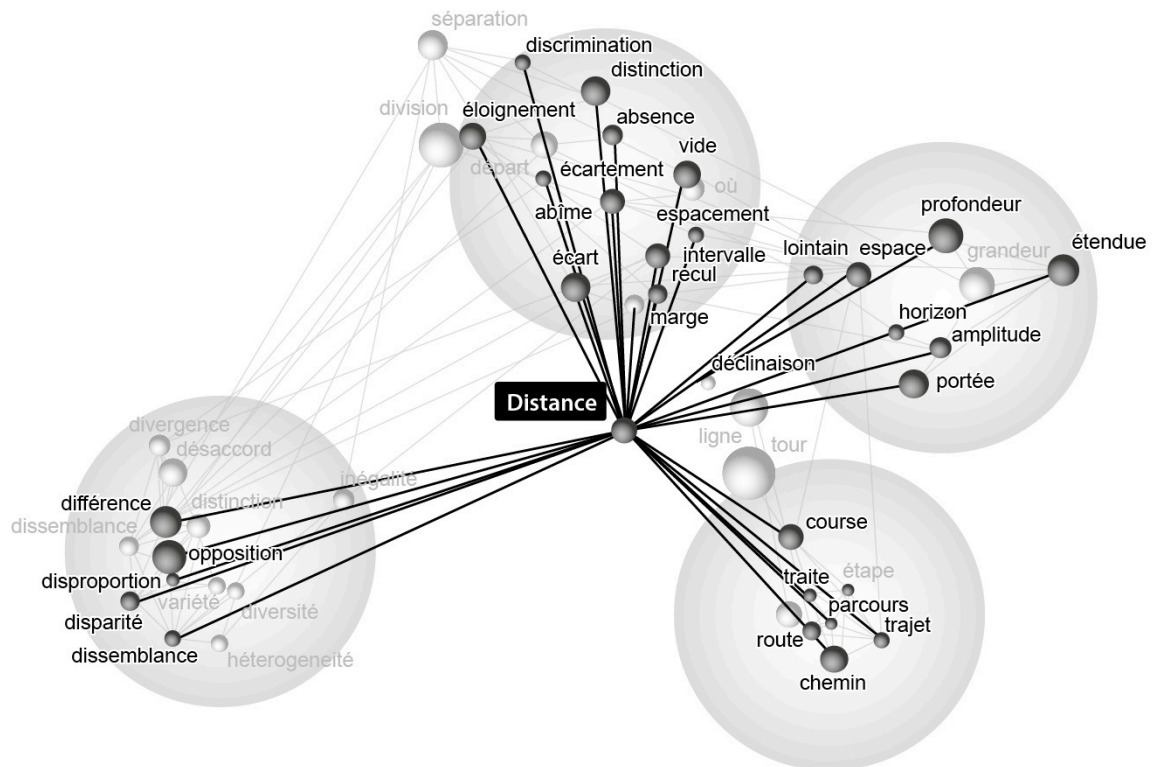 séparation
discrimination
distinction
division
éloignement
absence
vide
départ
écartement
où
abîme
espacement
écart
intervalle
récul
marge
profondeur
lointain
espace
grandeur
étendue
horizon
amplitude
déclinaison
portée
Distance
ligne
tour
divergence
désaccord
inégalité
différence
distinction
dissemblance
opposition
disproportion
variété
diversité
disparité
dissemblance
héterogeneité
course
traite
étape
parcours
route
trajet
chemin